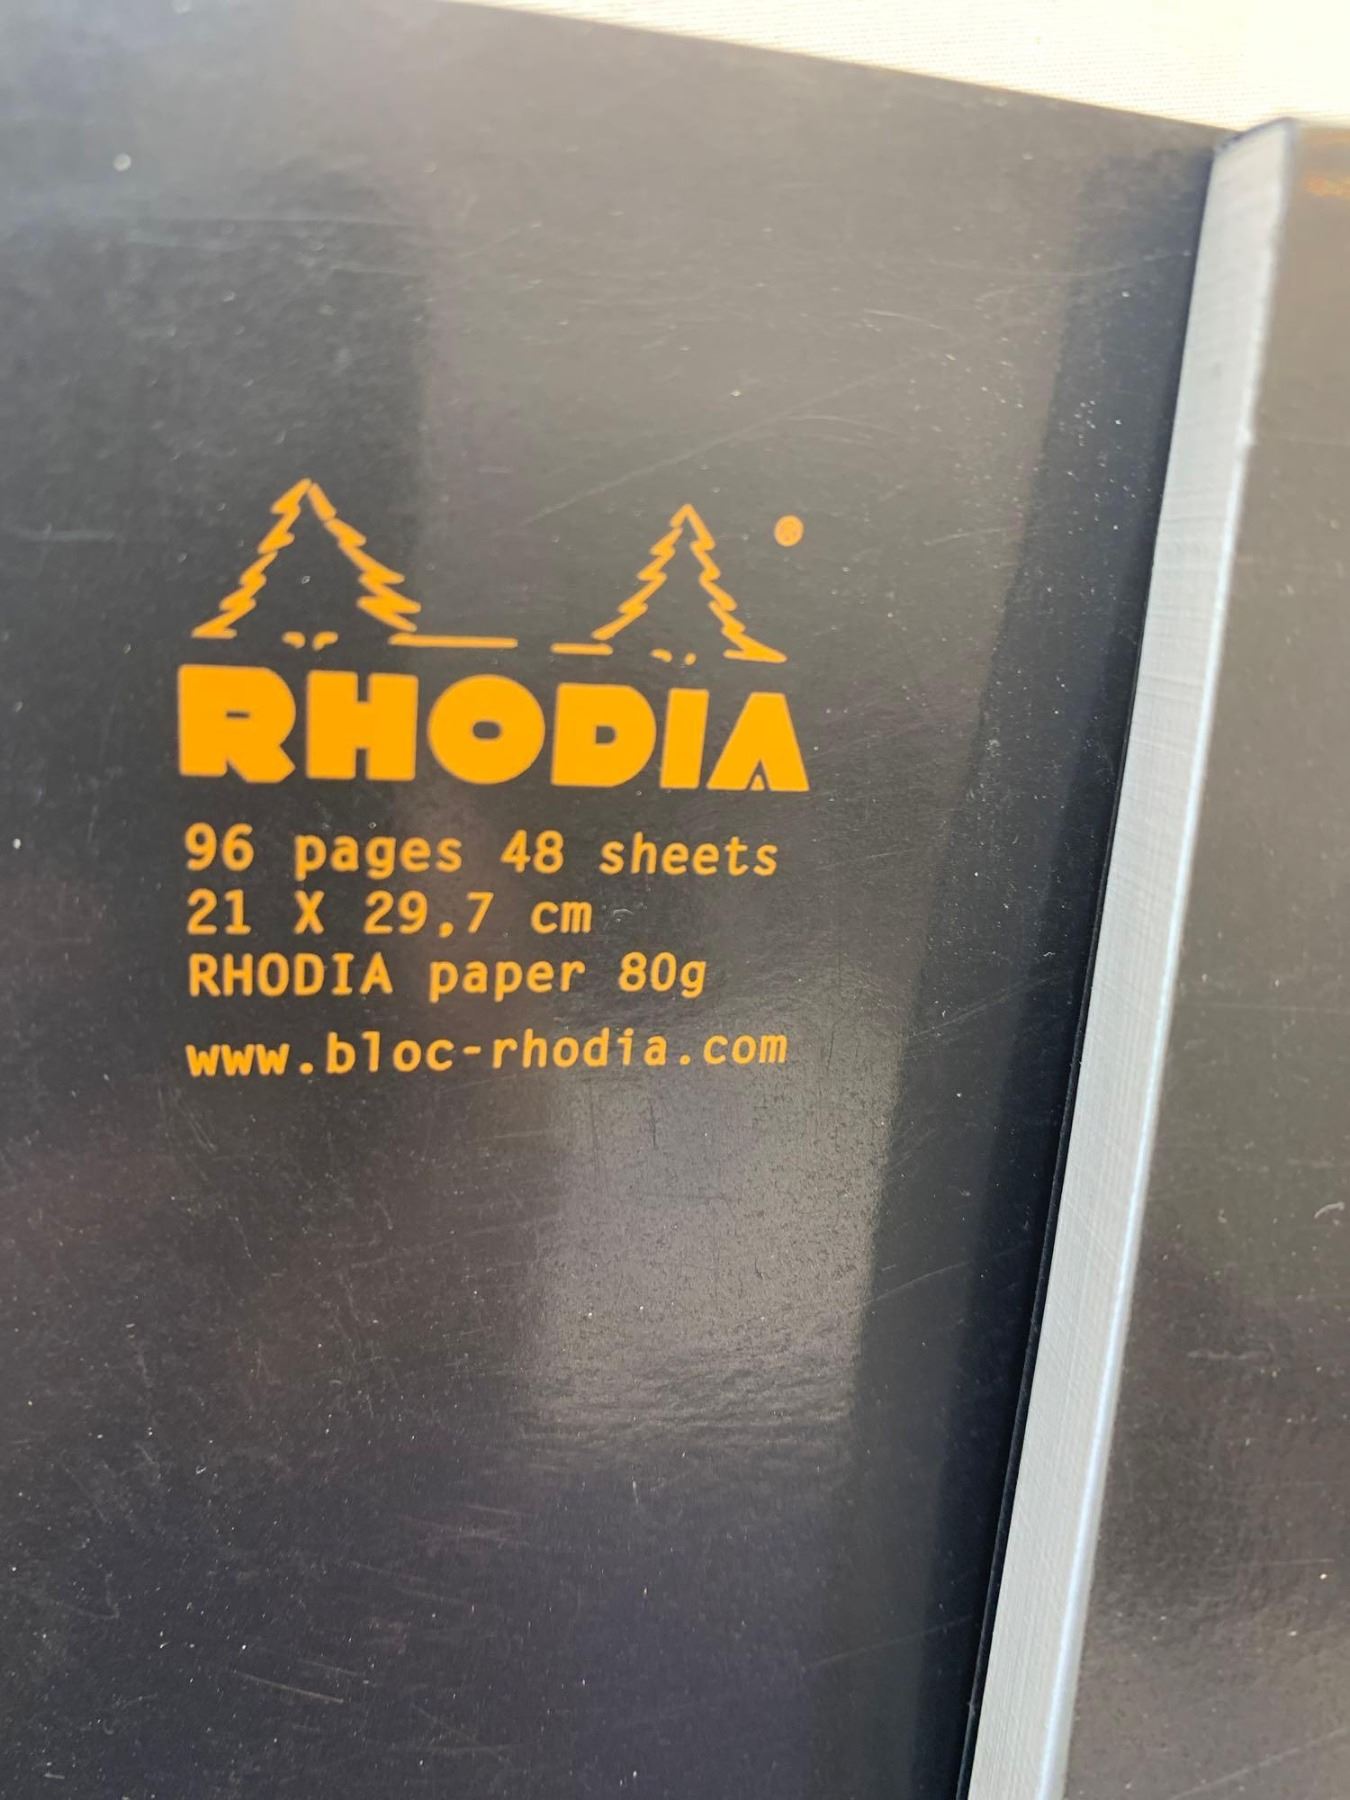 ®
RHODIA
96 pages 48 sheets
21 X 29,7 cm
RHODIA paper 80g
www.bloc-rhodia.com